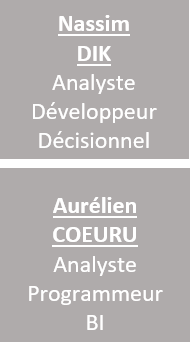 Nassim
DIK
Analyste
Développeur
Décisionnel
Aurélien
COEURU
Analyste
Programmeur
BI